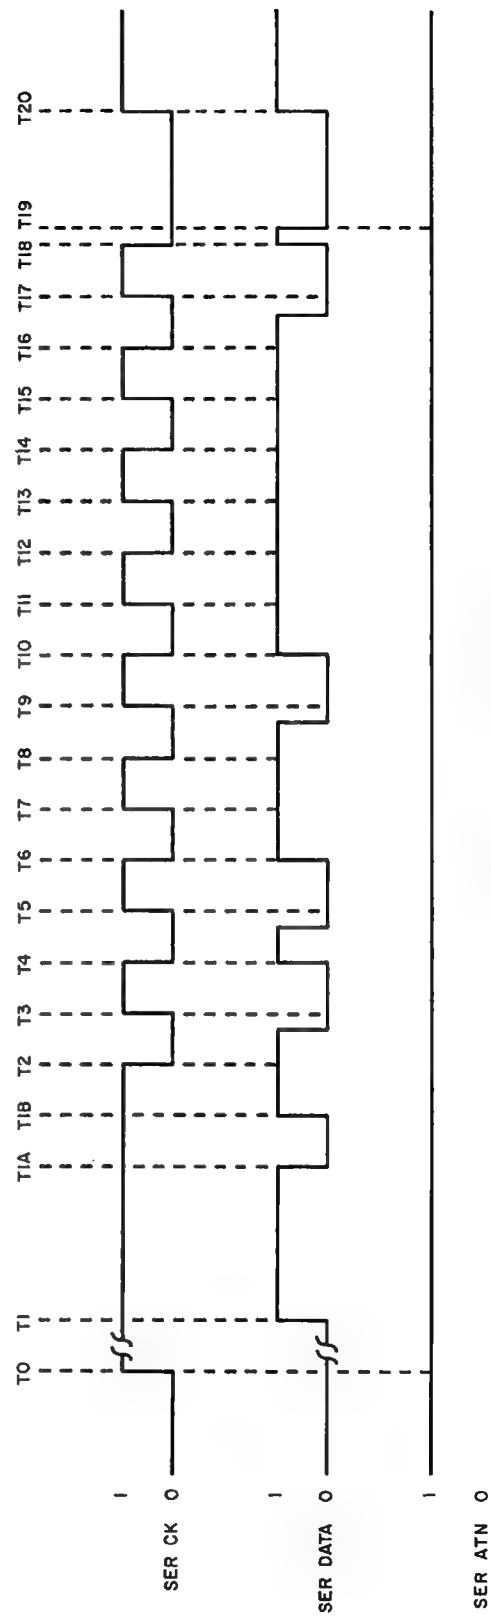 T0 T1 T1A T1B T2 T3 T4 T5 T6 T7 T8 T9 T10 T11 T12 T13 T14 T15 T16 T17 T18 T19 T20
1
SER CK 0
1
SER DATA 0
1
SER ATN 0